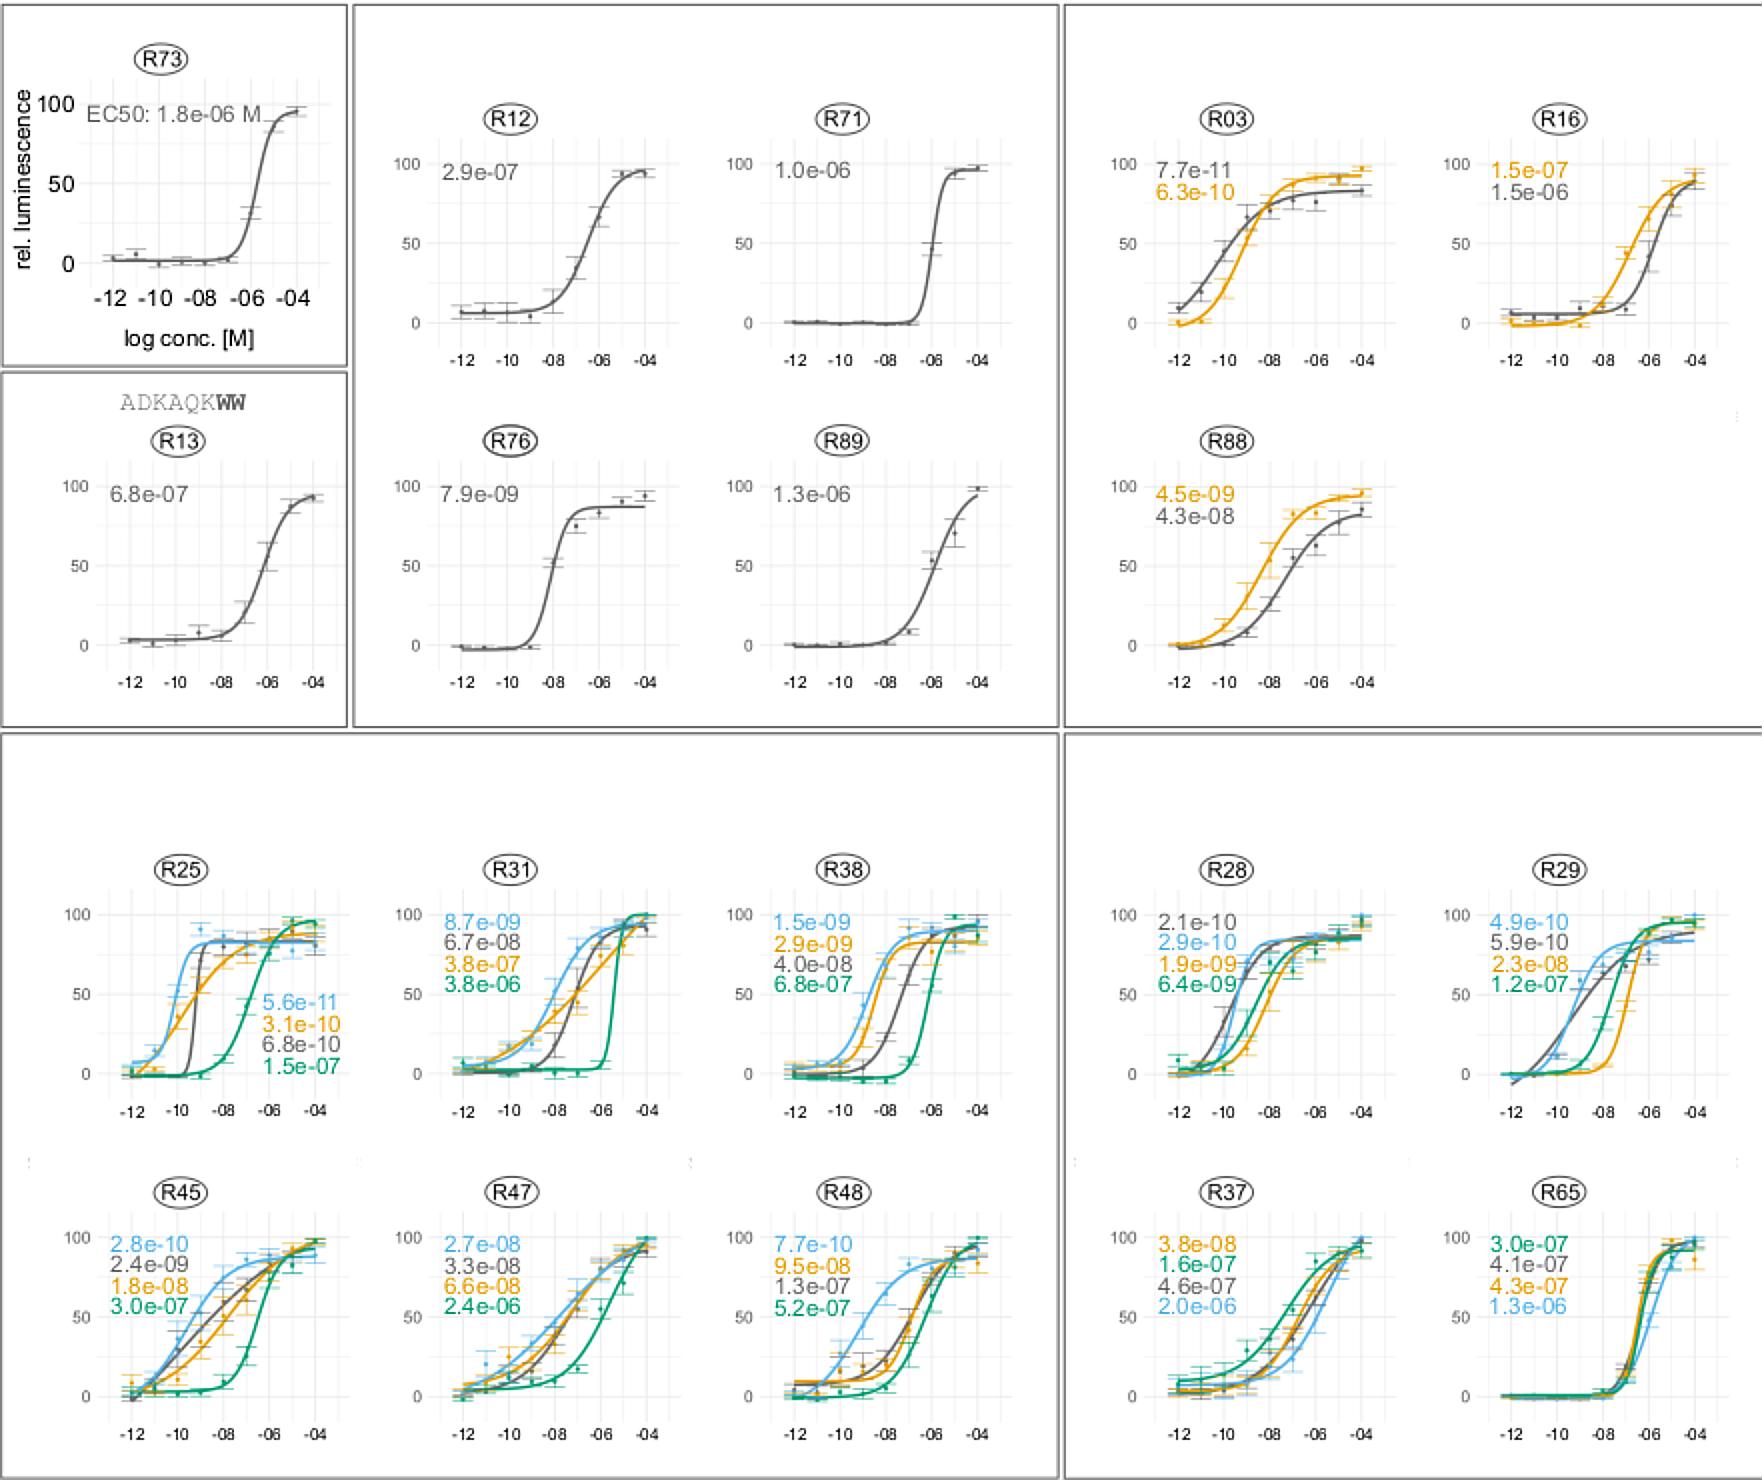 R73
rel. luminescence
100
50
0
EC50: 1.8e-06 M
-12 -10 -08 -06 -04
log conc. [M]
R12
100
50
0
2.9e-07
-12 -10 -08 -06 -04
R71
100
50
0
1.0e-06
-12 -10 -08 -06 -04
R03
100
50
0
7.7e-11
6.3e-10
-12 -10 -08 -06 -04
R16
100
50
0
1.5e-07
1.5e-06
-12 -10 -08 -06 -04
ADKAQKWW
R13
100
50
0
6.8e-07
-12 -10 -08 -06 -04
R76
100
50
0
7.9e-09
-12 -10 -08 -06 -04
R89
100
50
0
1.3e-06
-12 -10 -08 -06 -04
R88
100
50
0
4.5e-09
4.3e-08
-12 -10 -08 -06 -04
R25
100
50
0
5.6e-11
3.1e-10
6.8e-10
1.5e-07
-12 -10 -08 -06 -04
R31
100
50
0
8.7e-09
6.7e-08
3.8e-07
3.8e-06
-12 -10 -08 -06 -04
R38
100
50
0
1.5e-09
2.9e-09
4.0e-08
6.8e-07
-12 -10 -08 -06 -04
R28
100
50
0
2.1e-10
2.9e-10
1.9e-09
6.4e-09
-12 -10 -08 -06 -04
R29
100
50
0
4.9e-10
5.9e-10
2.3e-08
1.2e-07
-12 -10 -08 -06 -04
R45
100
50
0
2.8e-10
2.4e-09
1.8e-08
3.0e-07
-12 -10 -08 -06 -04
R47
100
50
0
2.7e-08
3.3e-08
6.6e-08
2.4e-06
-12 -10 -08 -06 -04
R48
100
50
0
7.7e-10
9.5e-08
1.3e-07
5.2e-07
-12 -10 -08 -06 -04
R37
100
50
0
3.8e-08
1.6e-07
4.6e-07
2.0e-06
-12 -10 -08 -06 -04
R65
100
50
0
3.0e-07
4.1e-07
4.3e-07
1.3e-06
-12 -10 -08 -06 -04